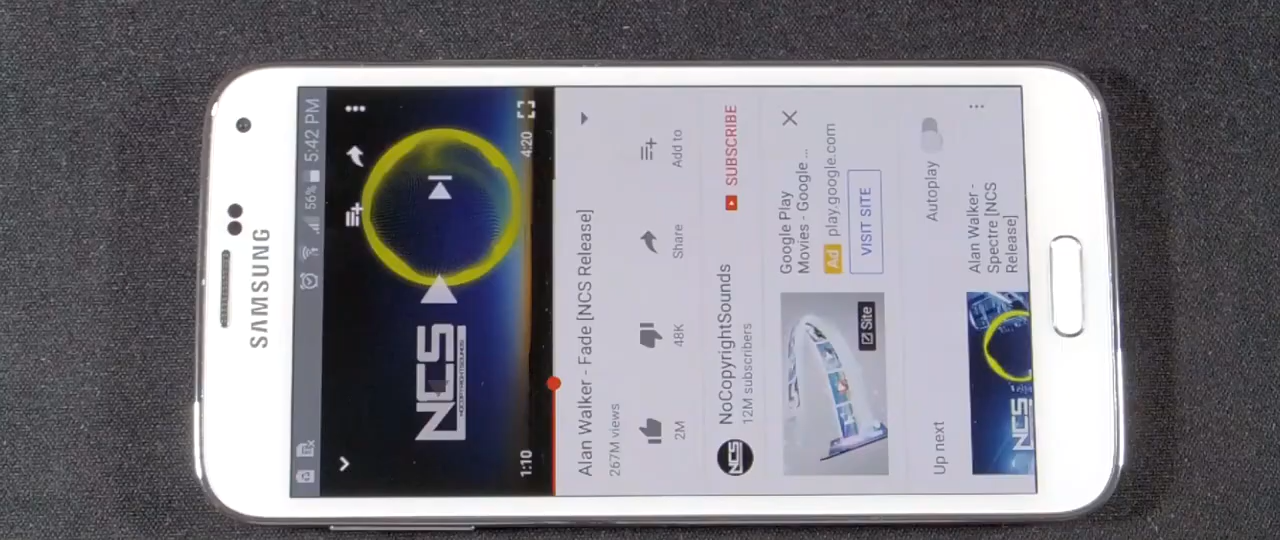 SAMSUNG
56% 5:42 PM
NCS
NOCOPYRIGHTSOUNDS
1:10
4:20
Alan Walker - Fade [NCS Release]
267M views
2M
48K
Share
Add to
NCS
NoCopyrightSounds
12M subscribers
SUBSCRIBE
Site
Google Play
Movies - Google ...
Ad play.google.com
VISIT SITE
Up next
Autoplay
NCS
Alan Walker -
Spectre [NCS
Release]